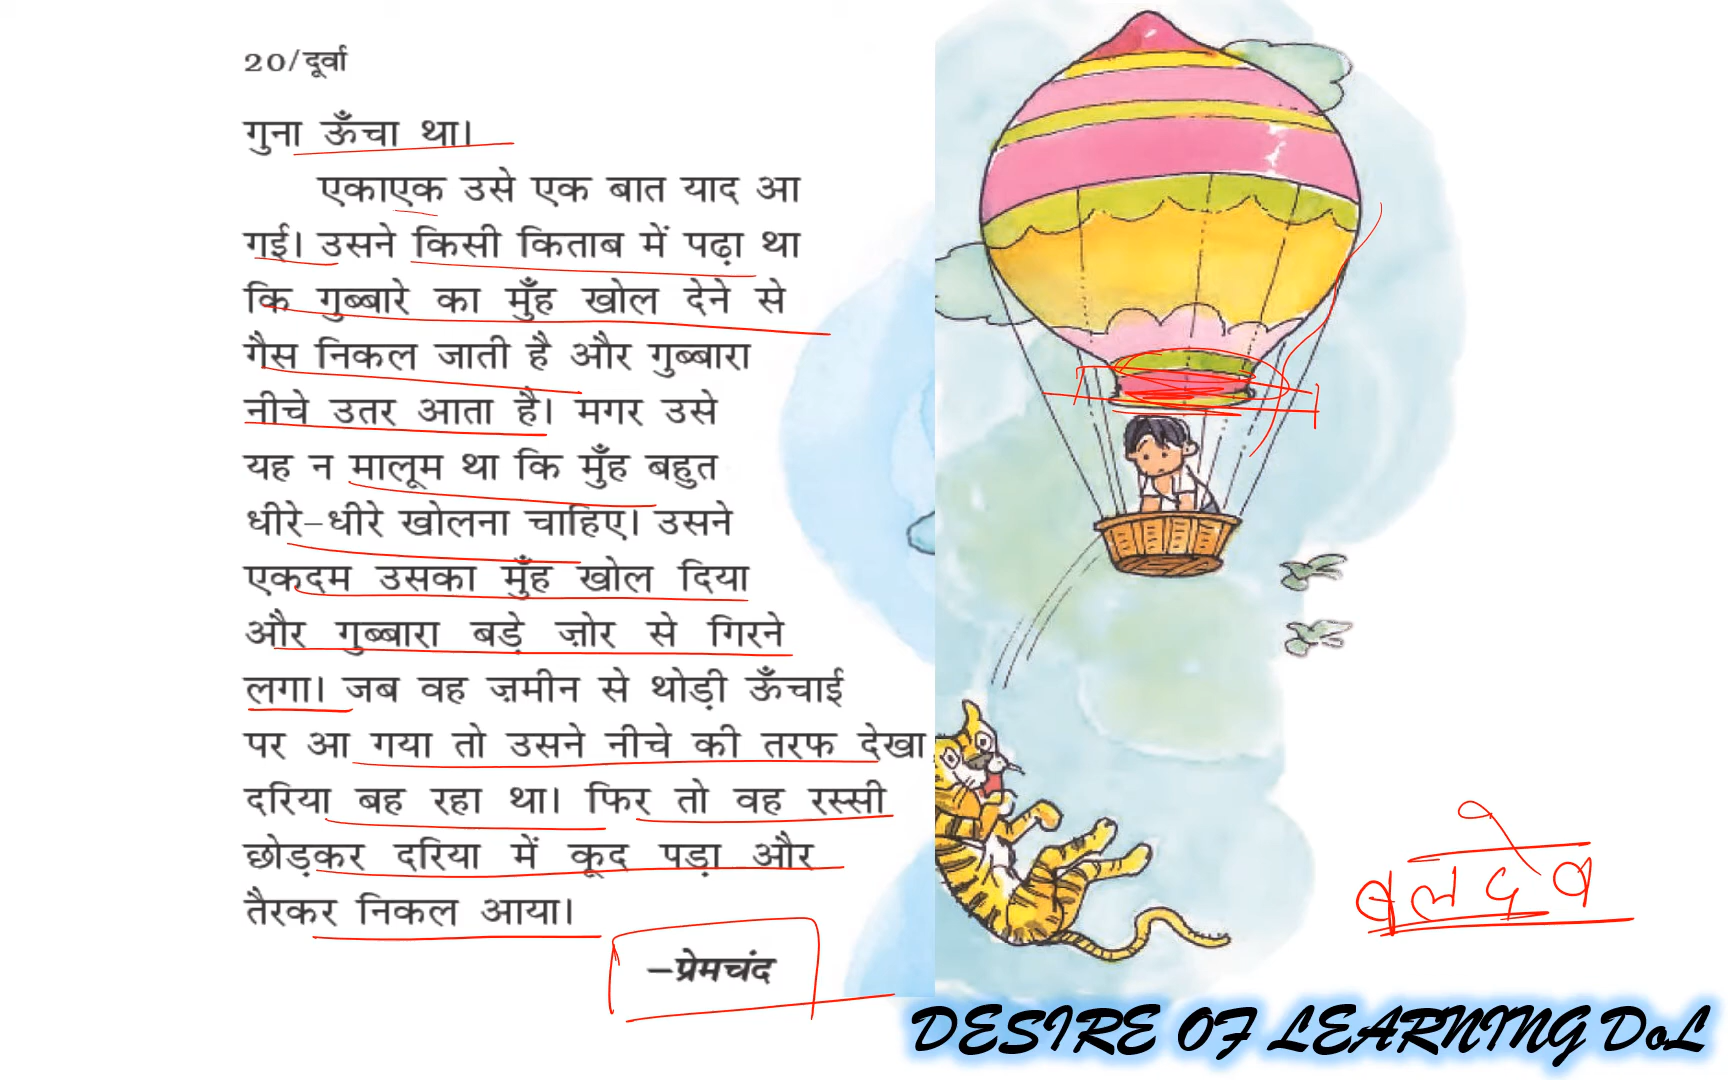 20/दूर्वा
गुना ऊँचा था।
एकाएक उसे एक बात याद आ
गई। उसने किसी किताब में पढ़ा था
कि गुब्बारे का मुँह खोल देने से
गैस निकल जाती है और गुब्बारा
नीचे उतर आता है। मगर उसे
यह न मालूम था कि मुँह बहुत
धीरे–धीरे खोलना चाहिए। उसने
एकदम उसका मुँह खोल दिया
और गुब्बारा बड़े ज़ोर से गिरने
लगा। जब वह ज़मीन से थोड़ी ऊँचाई
पर आ गया तो उसने नीचे की तरफ देखा,
दरिया बह रहा था। फिर तो वह रस्सी
छोड़कर दरिया में कूद पड़ा और
तैरकर निकल आया।
–प्रेमचंद
बलदेव
DESIRE OF LEARNING DoL